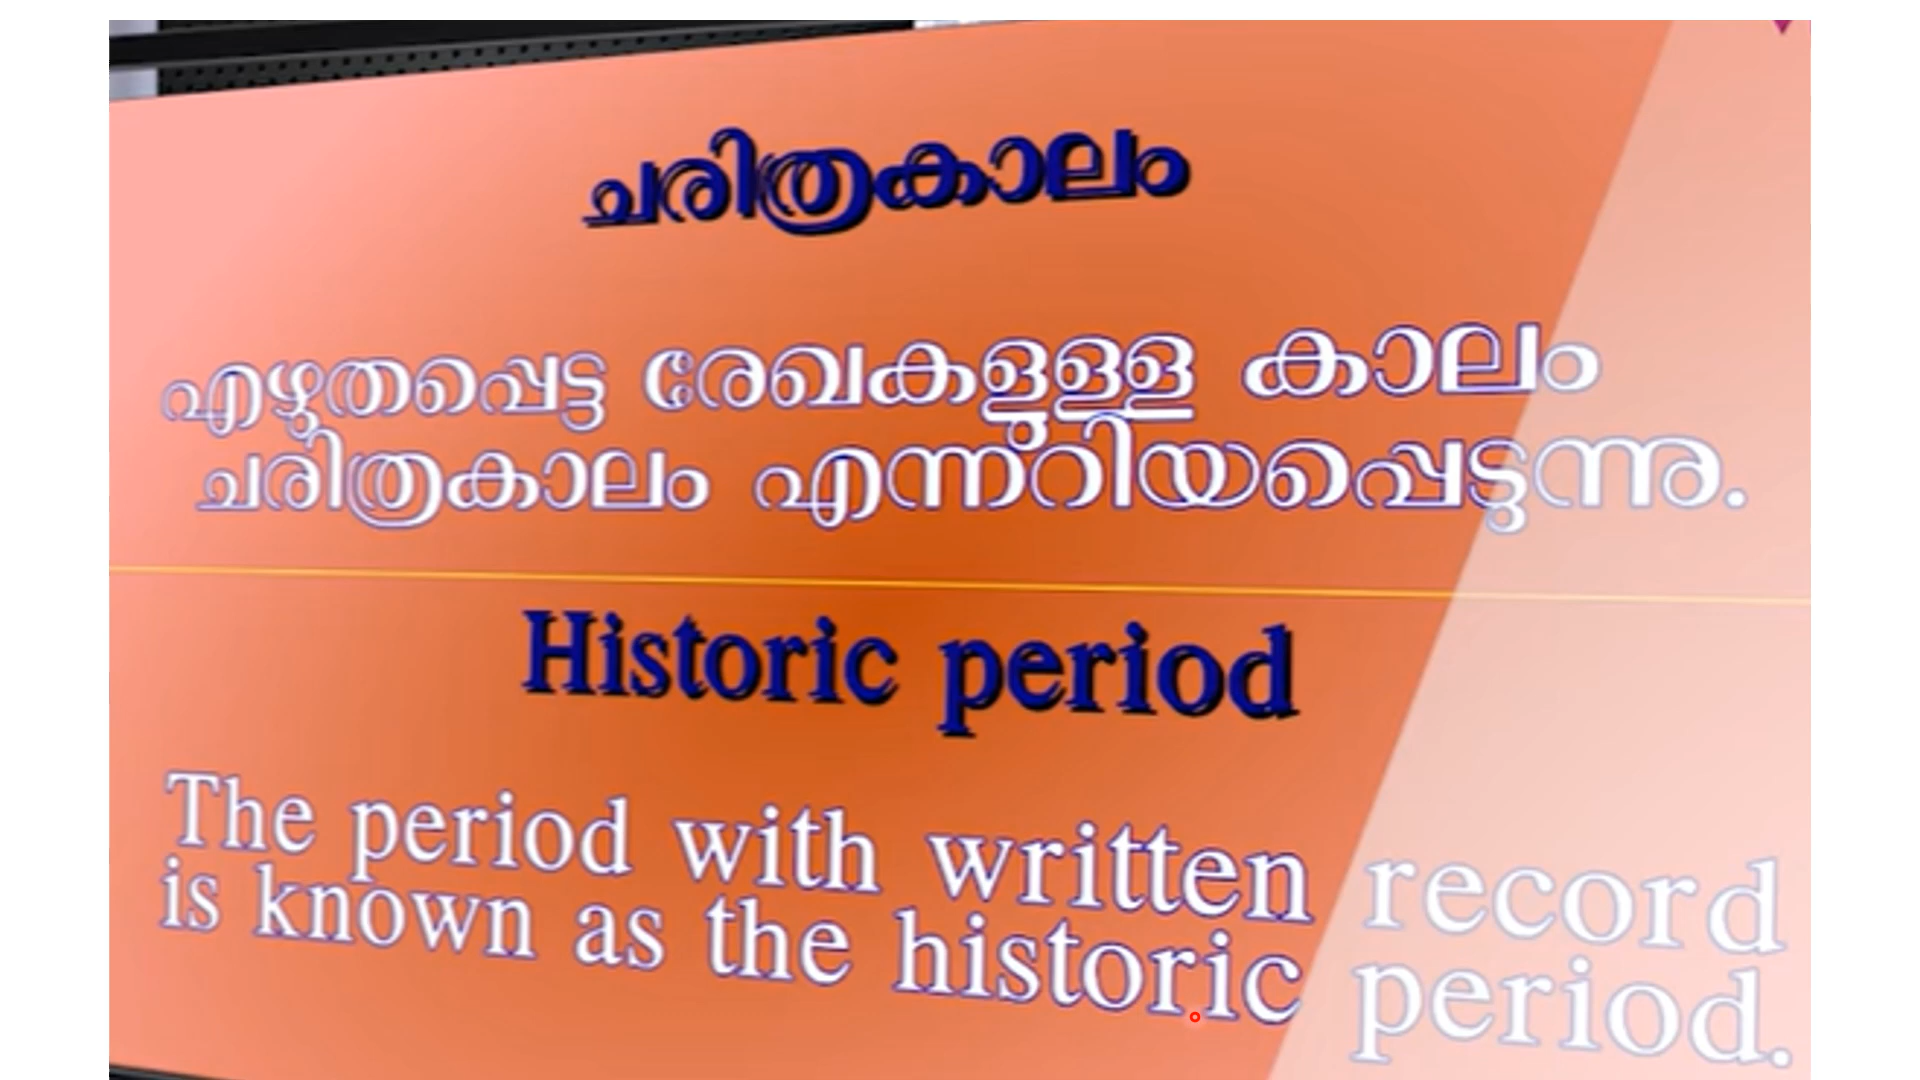 ചരിത്രകാലം
എഴുതപ്പെട്ട രേഖകളുള്ള കാലം
ചരിത്രകാലം എന്നറിയപ്പെടുന്നു.
Historic period
The period with written record
is known as the historic period.